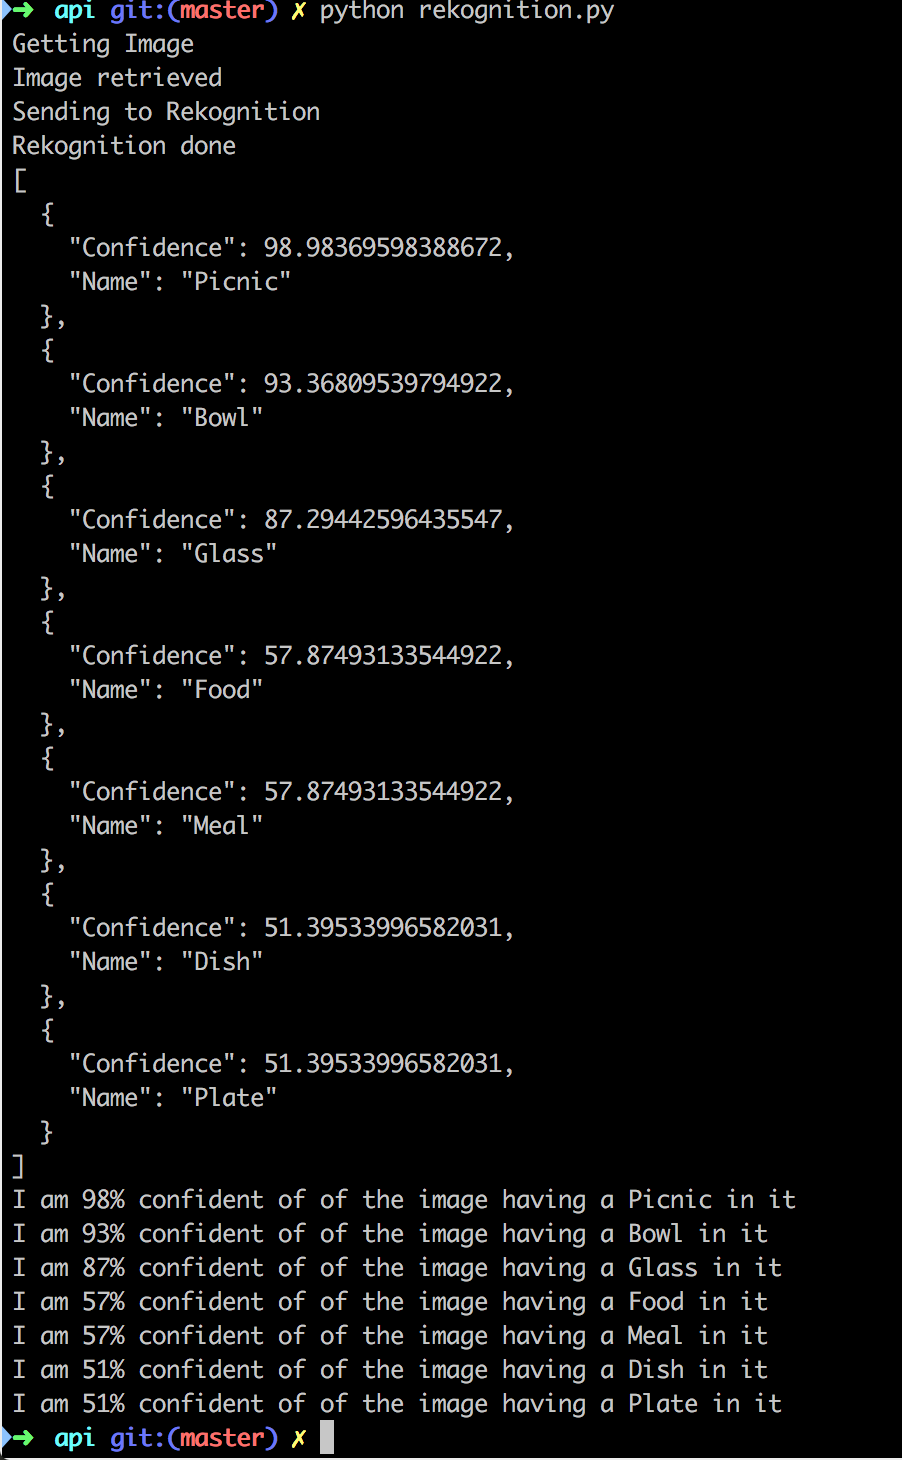 ➜ api git:(master) ✗ python rekognition.py
Getting Image
Image retrieved
Sending to Rekognition
Rekognition done
[
  {
    "Confidence": 98.98369598388672,
    "Name": "Picnic"
  },
  {
    "Confidence": 93.36809539794922,
    "Name": "Bowl"
  },
  {
    "Confidence": 87.29442596435547,
    "Name": "Glass"
  },
  {
    "Confidence": 57.87493133544922,
    "Name": "Food"
  },
  {
    "Confidence": 57.87493133544922,
    "Name": "Meal"
  },
  {
    "Confidence": 51.39533996582031,
    "Name": "Dish"
  },
  {
    "Confidence": 51.39533996582031,
    "Name": "Plate"
  }
]
I am 98% confident of of the image having a Picnic in it
I am 93% confident of of the image having a Bowl in it
I am 87% confident of of the image having a Glass in it
I am 57% confident of of the image having a Food in it
I am 57% confident of of the image having a Meal in it
I am 51% confident of of the image having a Dish in it
I am 51% confident of of the image having a Plate in it
➜ api git:(master) ✗